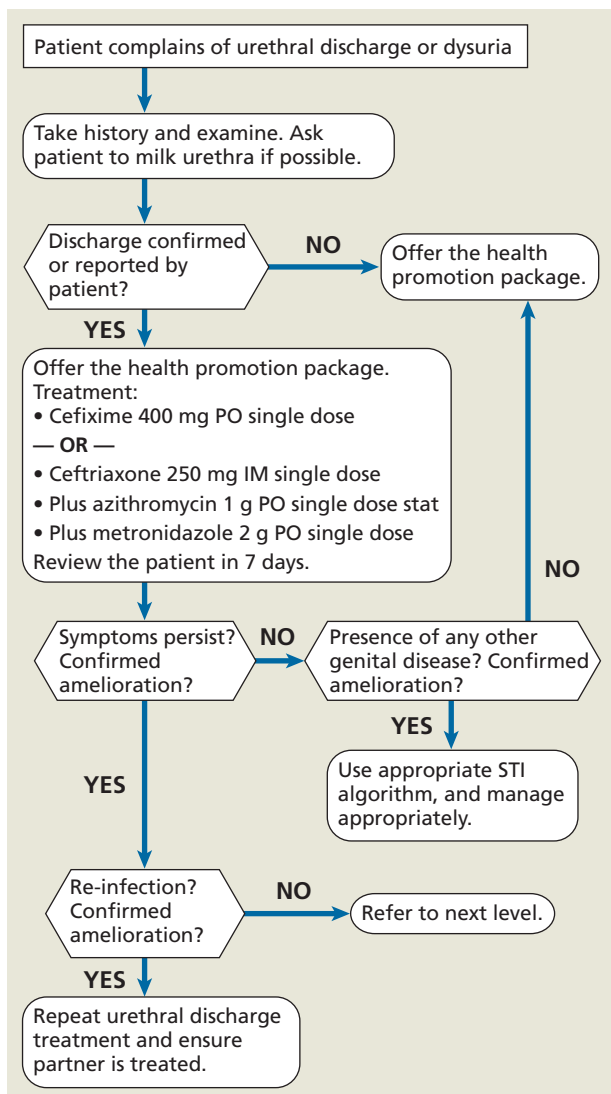 Patient complains of urethral discharge or dysuria
Take history and examine. Ask
patient to milk urethra if possible.
Discharge confirmed
or reported by
patient?
NO
Offer the health
promotion package.
YES
Offer the health promotion package.
Treatment:
• Cefixime 400 mg PO single dose
— OR —
• Ceftriaxone 250 mg IM single dose
• Plus azithromycin 1 g PO single dose stat
• Plus metronidazole 2 g PO single dose
Review the patient in 7 days.
NO
Symptoms persist?
Confirmed
amelioration?
NO
Presence of any other
genital disease? Confirmed
amelioration?
YES
Use appropriate STI
algorithm, and manage
appropriately.
YES
Re-infection?
Confirmed
amelioration?
NO
Refer to next level.
YES
Repeat urethral discharge
treatment and ensure
partner is treated.